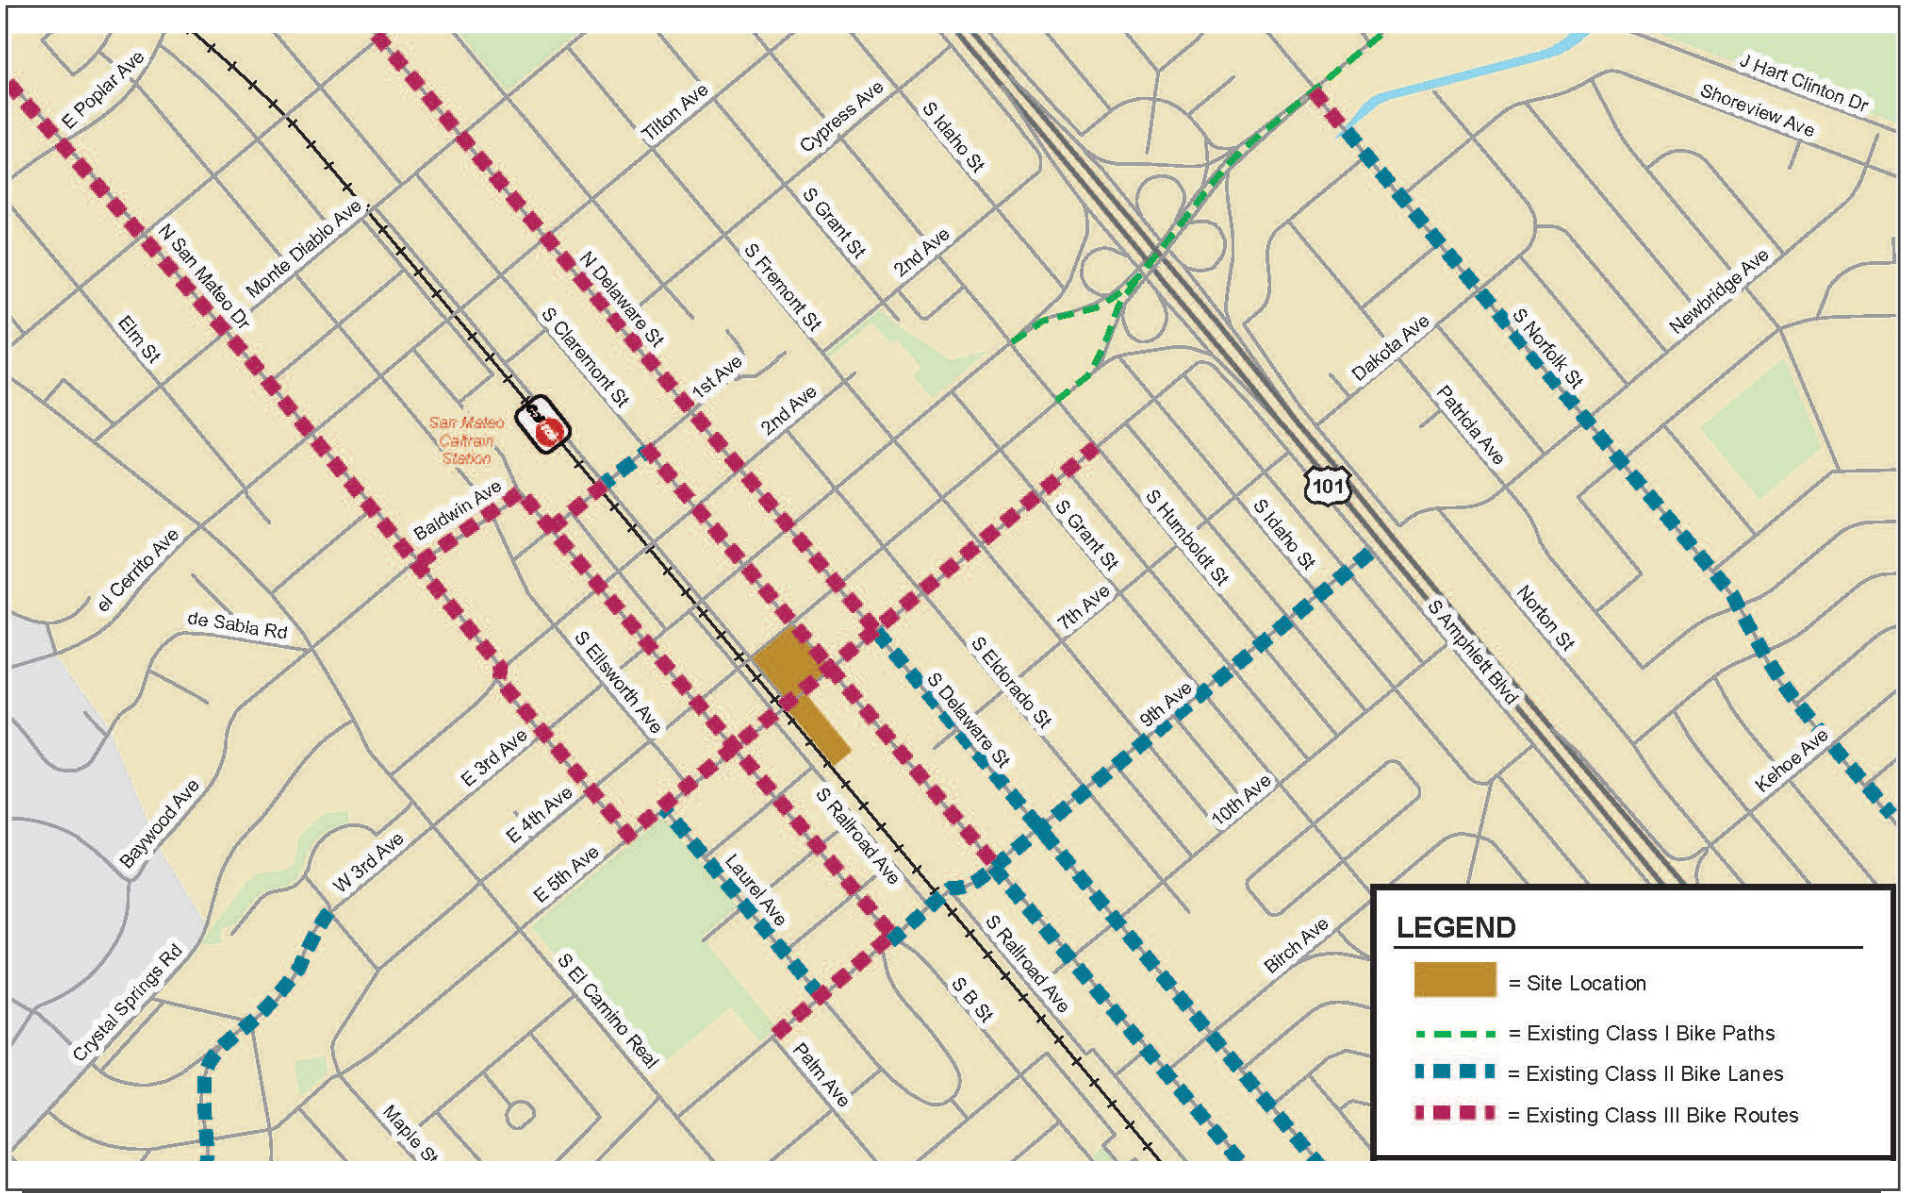 E Poplar Ave
Tilton Ave
Cypress Ave
S Idaho St
J Hart Clinton Dr
Shoreview Ave
N San Mateo Dr
Monte Diablo Ave
N Delaware St
S Fremont St
S Grant St
2nd Ave
Elm St
S Claremont St
1st Ave
2nd Ave
Dakota Ave
S Norfolk St
Newbridge Ave
Patricia Ave
San Mateo
Caltrain
Station
101
Baldwin Ave
el Cerrito Ave
de Sabla Rd
S Grant St
S Humboldt St
S Idaho St
7th Ave
S Ellsworth Ave
S Eldorado St
S Delaware St
9th Ave
S Amphlett Blvd
Norton St
E 3rd Ave
E 4th Ave
E 5th Ave
Baywood Ave
W 3rd Ave
S Railroad Ave
Laurel Ave
10th Ave
Kehoe Ave
Crystal Springs Rd
S El Camino Real
S B St
S Railroad Ave
Birch Ave
Palm Ave
Maple St
LEGEND
= Site Location
= Existing Class I Bike Paths
= Existing Class II Bike Lanes
= Existing Class III Bike Routes